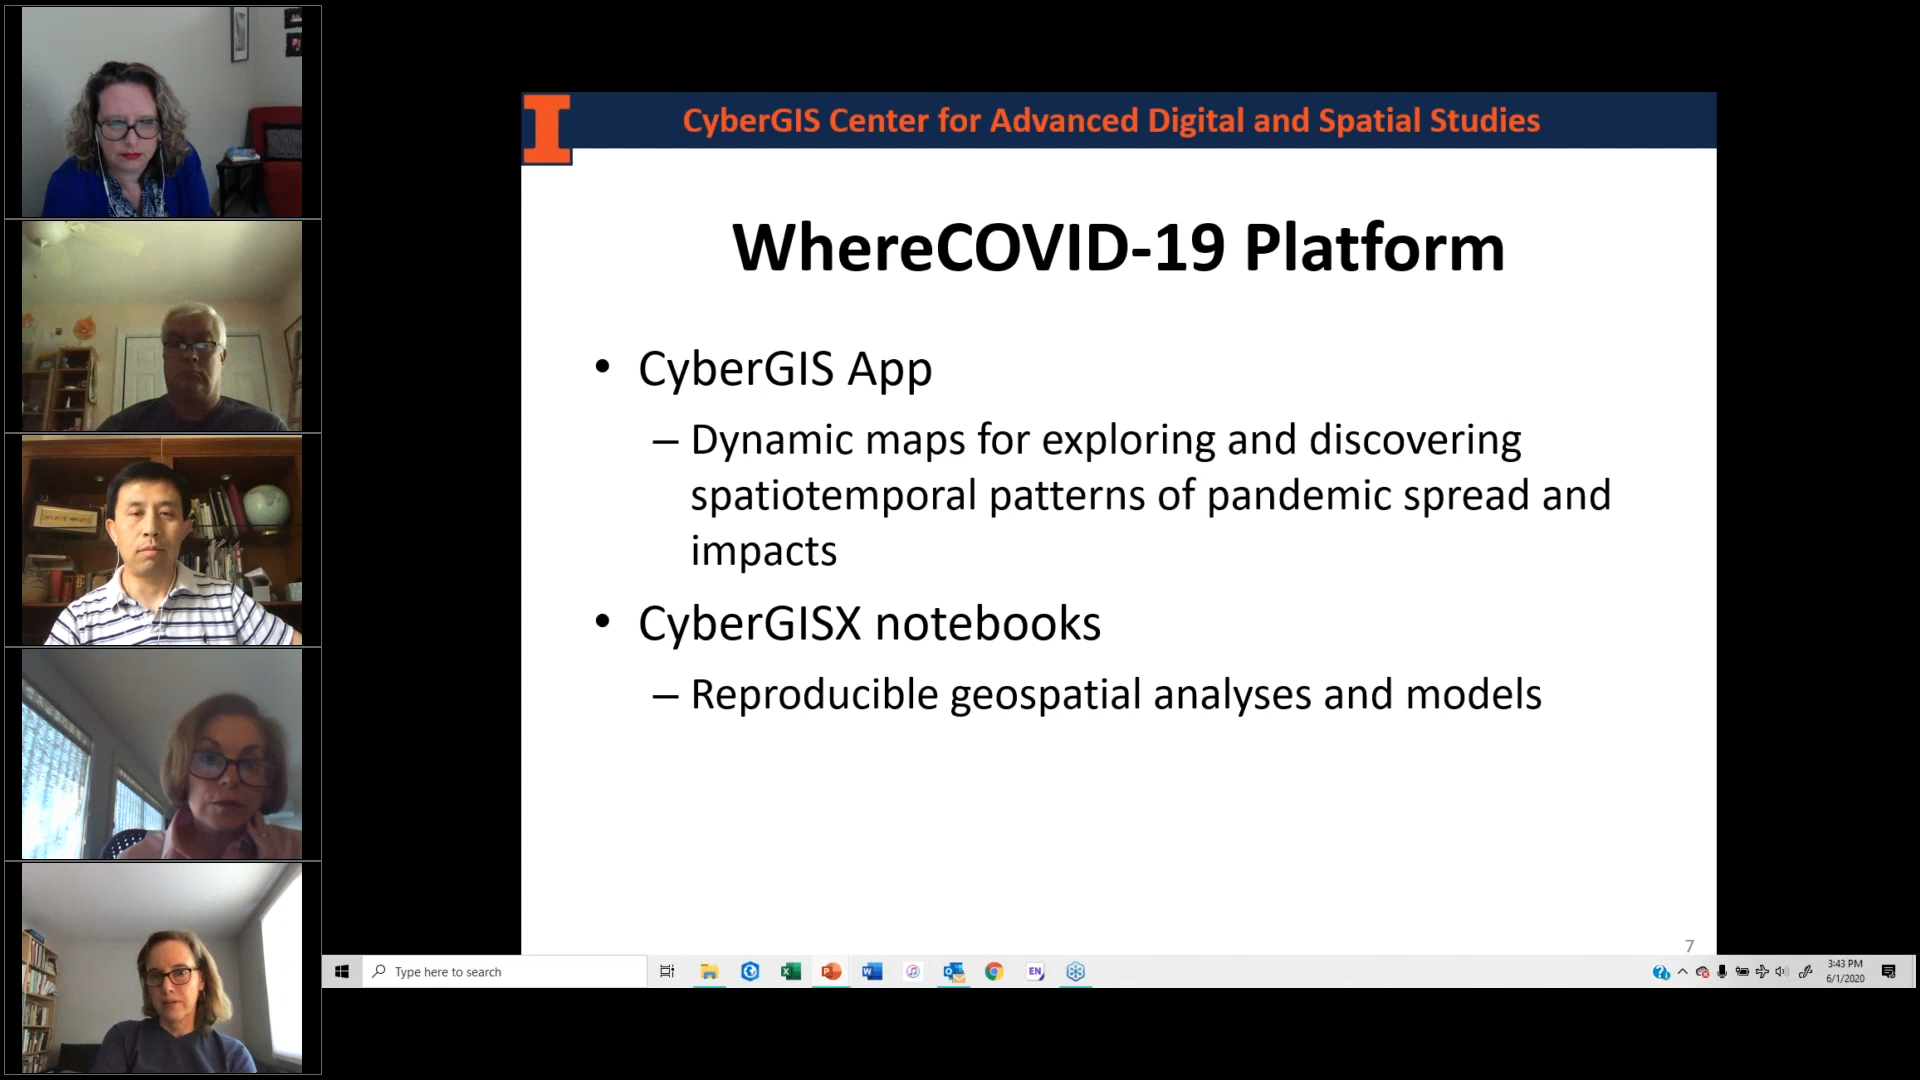 CyberGIS Center for Advanced Digital and Spatial Studies
WhereCOVID-19 Platform
• CyberGIS App
– Dynamic maps for exploring and discovering
spatiotemporal patterns of pandemic spread and
impacts
• CyberGISX notebooks
– Reproducible geospatial analyses and models
7
Type here to search
EN
3:43 PM
6/1/2020